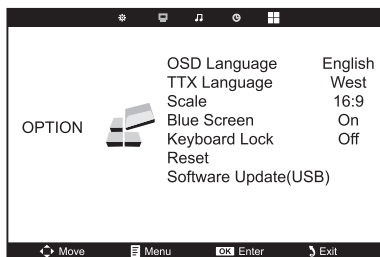 OPTION
OSD Language English
TTX Language West
Scale 16:9
Blue Screen On
Keyboard Lock Off
Reset
Software Update(USB)
Move Menu OK Enter Exit